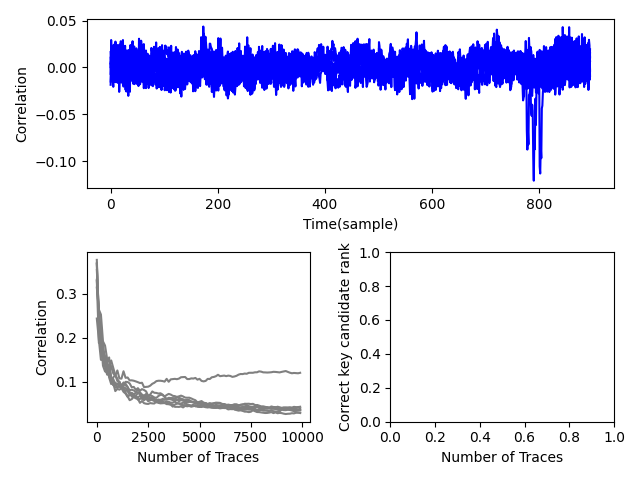 0.05
0.00
−0.05
−0.10
Correlation
0 200 400 600 800
Time(sample)
0.3
0.2
0.1
Correlation
0 2500 5000 7500 10000
Number of Traces
1.0
0.8
0.6
0.4
0.2
0.0
Correct key candidate rank
0.0 0.2 0.4 0.6 0.8 1.0
Number of Traces